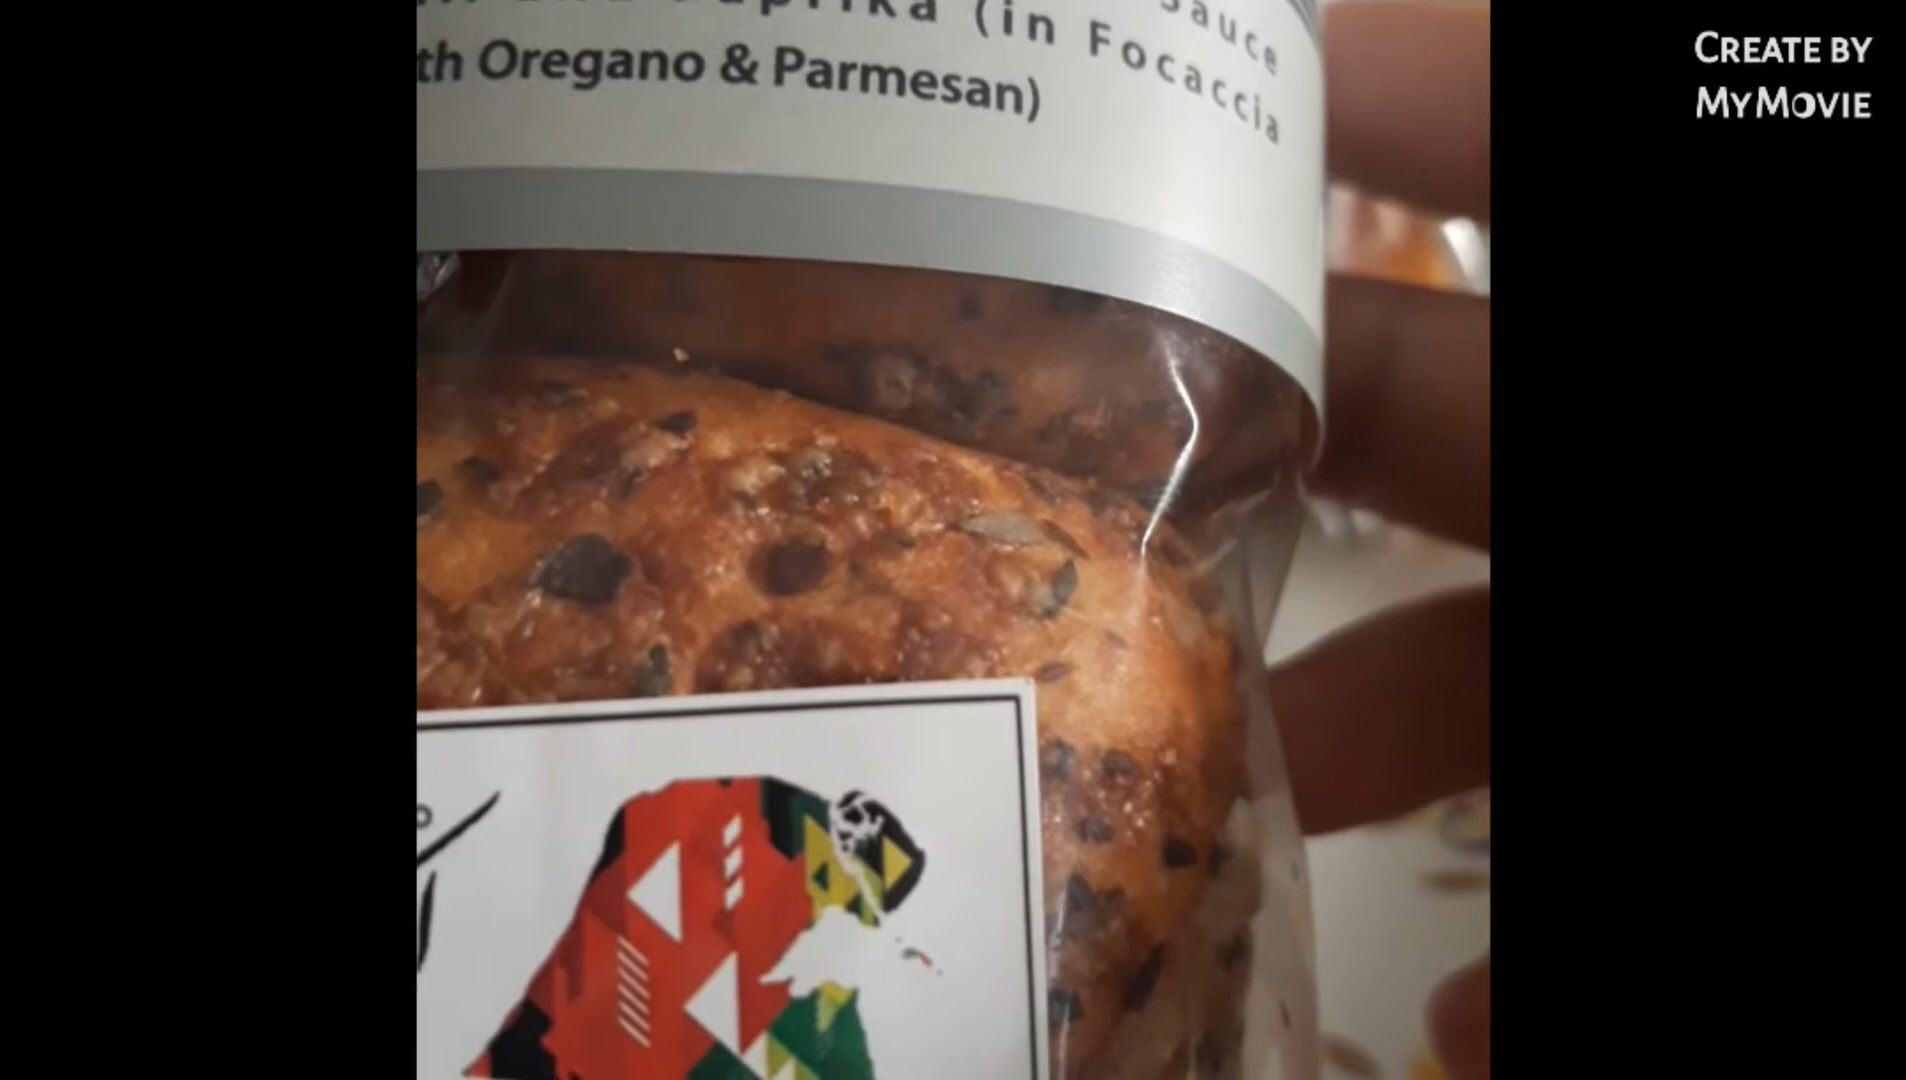 Sauce
Paprika (in Focaccia
th Oregano & Parmesan)
CREATE BY
MYMOVIE